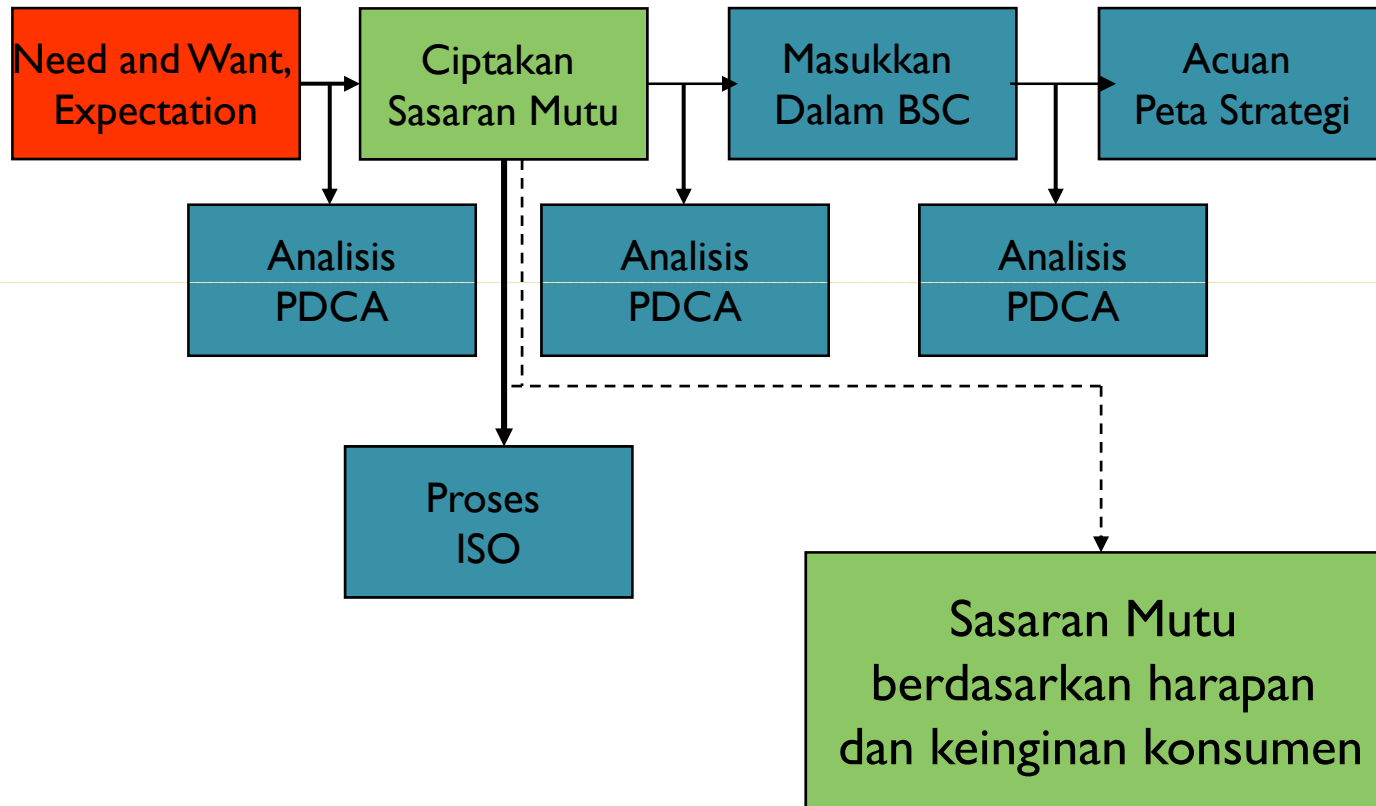 Need and Want,
Expectation
Ciptakan
Sasaran Mutu
Masukkan
Dalam BSC
Acuan
Peta Strategi
Analisis
PDCA
Analisis
PDCA
Analisis
PDCA
Proses
ISO
Sasaran Mutu
berdasarkan harapan
dan keinginan konsumen